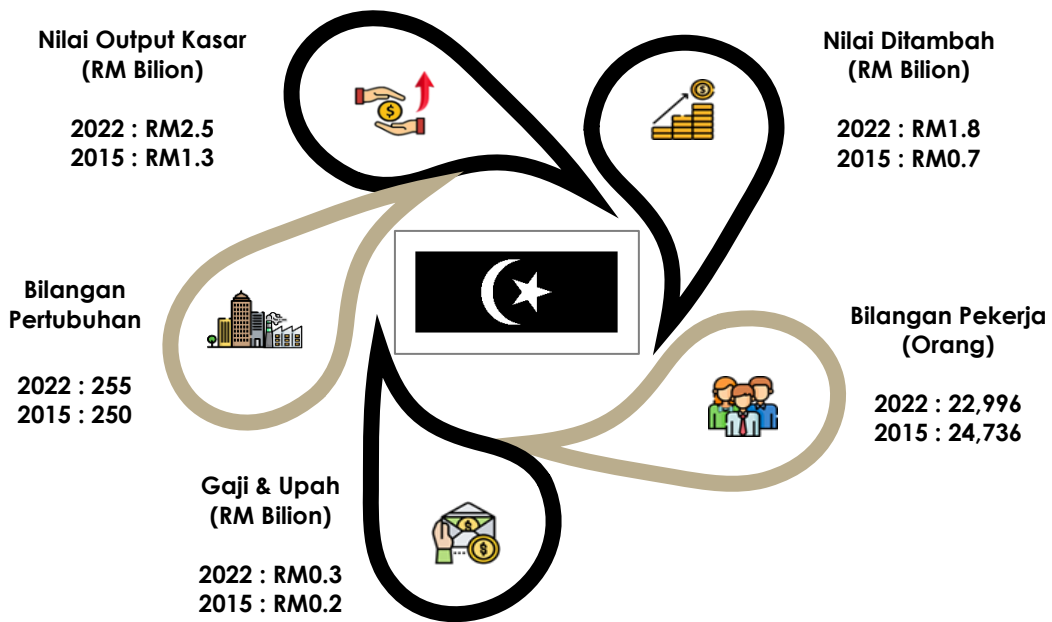 Nilai Output Kasar
(RM Bilion)
2022 : RM2.5
2015 : RM1.3
Nilai Ditambah
(RM Bilion)
2022 : RM1.8
2015 : RM0.7
Bilangan
Pertubuhan
2022 : 255
2015 : 250
Bilangan Pekerja
(Orang)
2022 : 22,996
2015 : 24,736
Gaji & Upah
(RM Bilion)
2022 : RM0.3
2015 : RM0.2